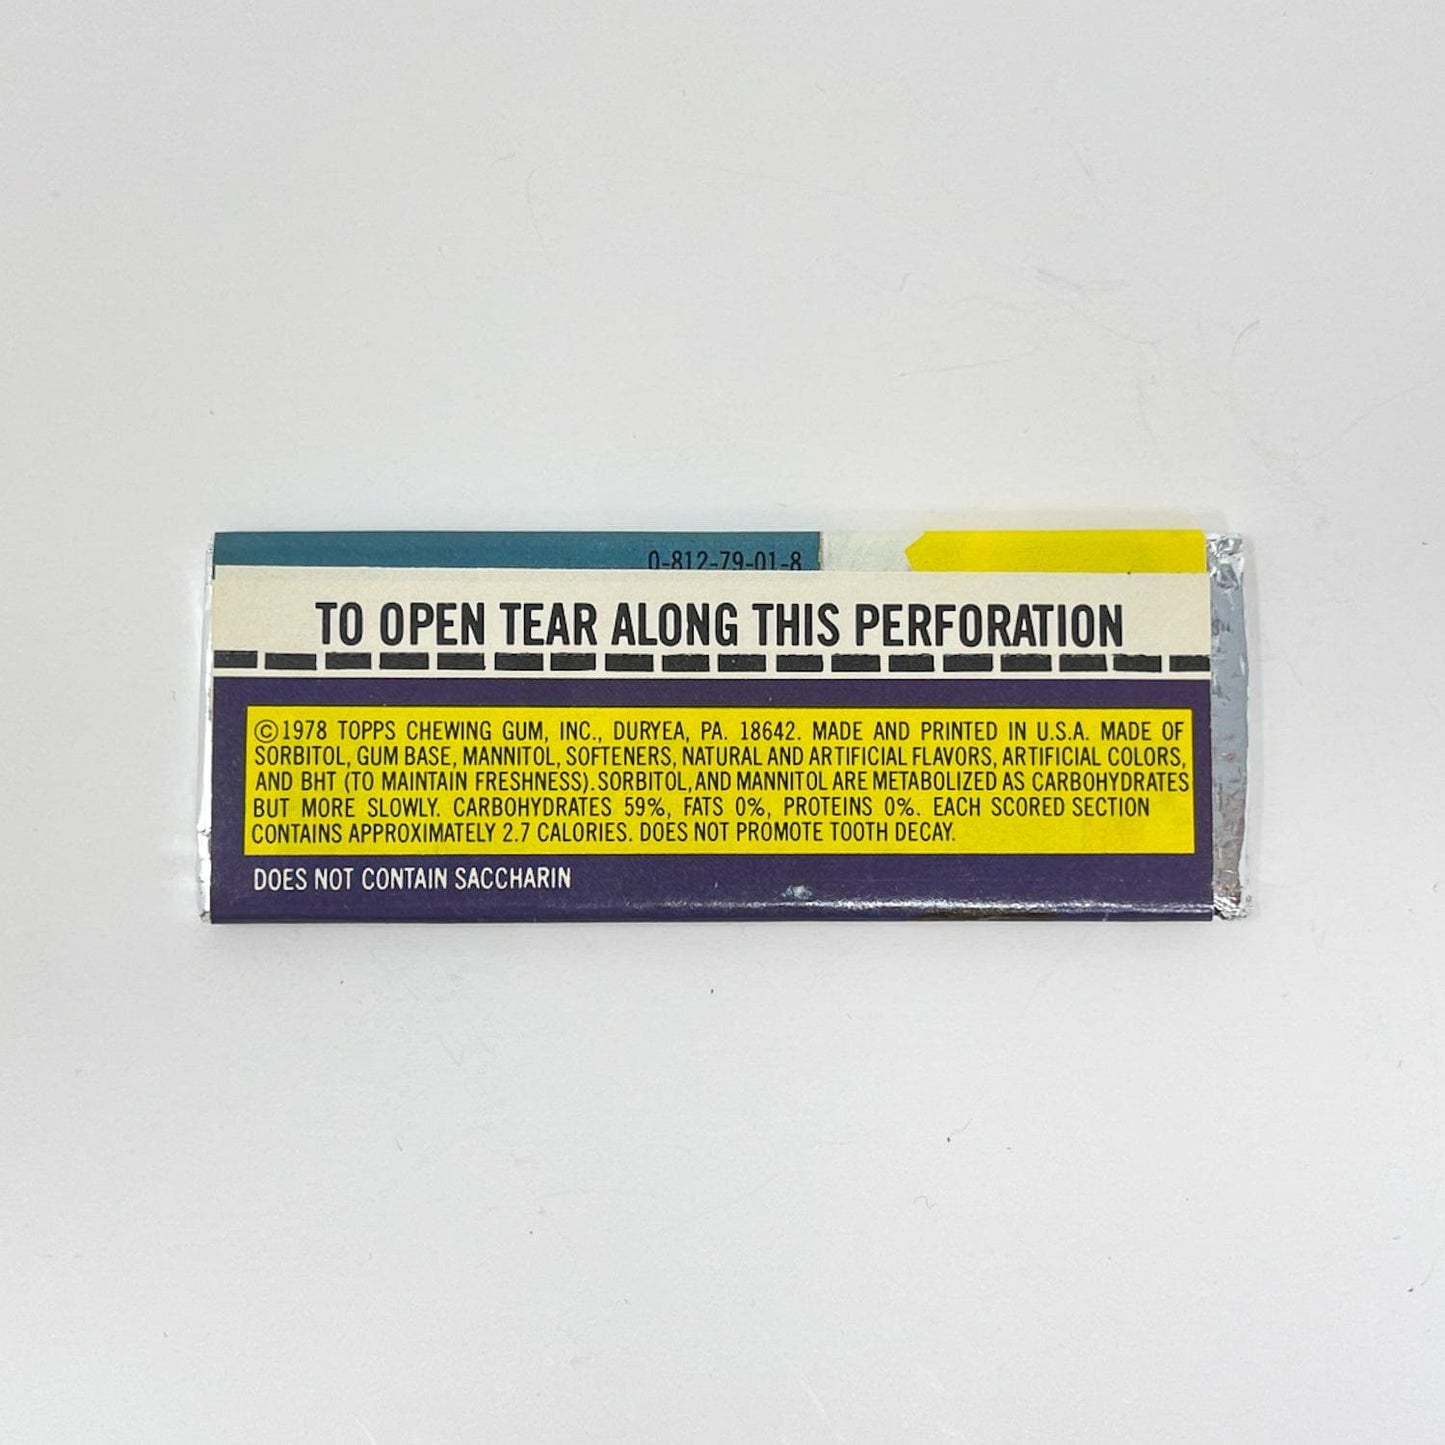 0-812-79-01-8
TO OPEN TEAR ALONG THIS PERFORATION
©1978 TOPPS CHEWING GUM, INC., DURYEA, PA. 18642. MADE AND PRINTED IN U.S.A. MADE OF
SORBITOL, GUM BASE, MANNITOL, SOFTENERS, NATURAL AND ARTIFICIAL FLAVORS, ARTIFICIAL COLORS,
AND BHT (TO MAINTAIN FRESHNESS). SORBITOL, AND MANNITOL ARE METABOLIZED AS CARBOHYDRATES
BUT MORE SLOWLY. CARBOHYDRATES 59%, FATS 0%, PROTEINS 0%. EACH SCORED SECTION
CONTAINS APPROXIMATELY 2.7 CALORIES. DOES NOT PROMOTE TOOTH DECAY.
DOES NOT CONTAIN SACCHARIN